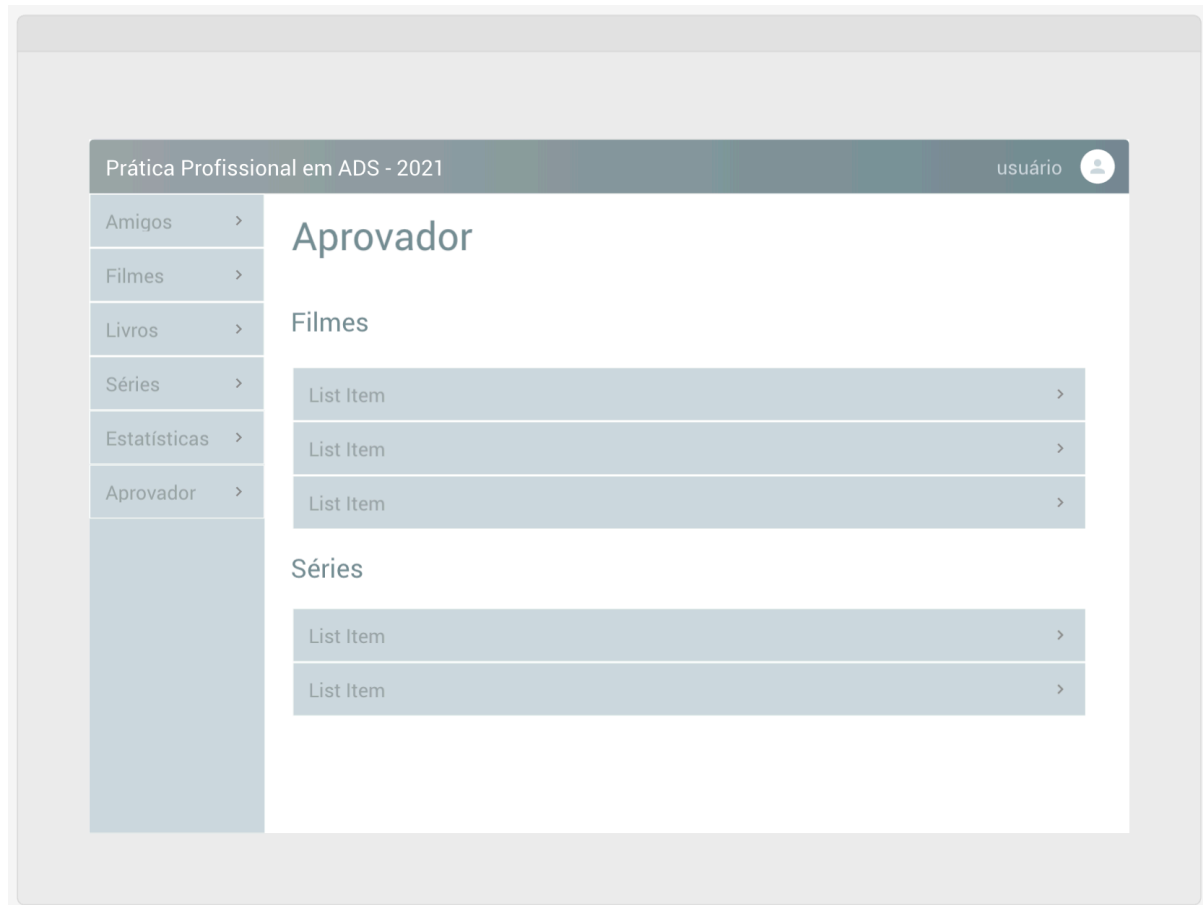 Prática Profissional em ADS - 2021
usuário
Amigos
Filmes
Livros
Séries
Estatísticas
Aprovador
Aprovador
Filmes
List Item
List Item
List Item
Séries
List Item
List Item